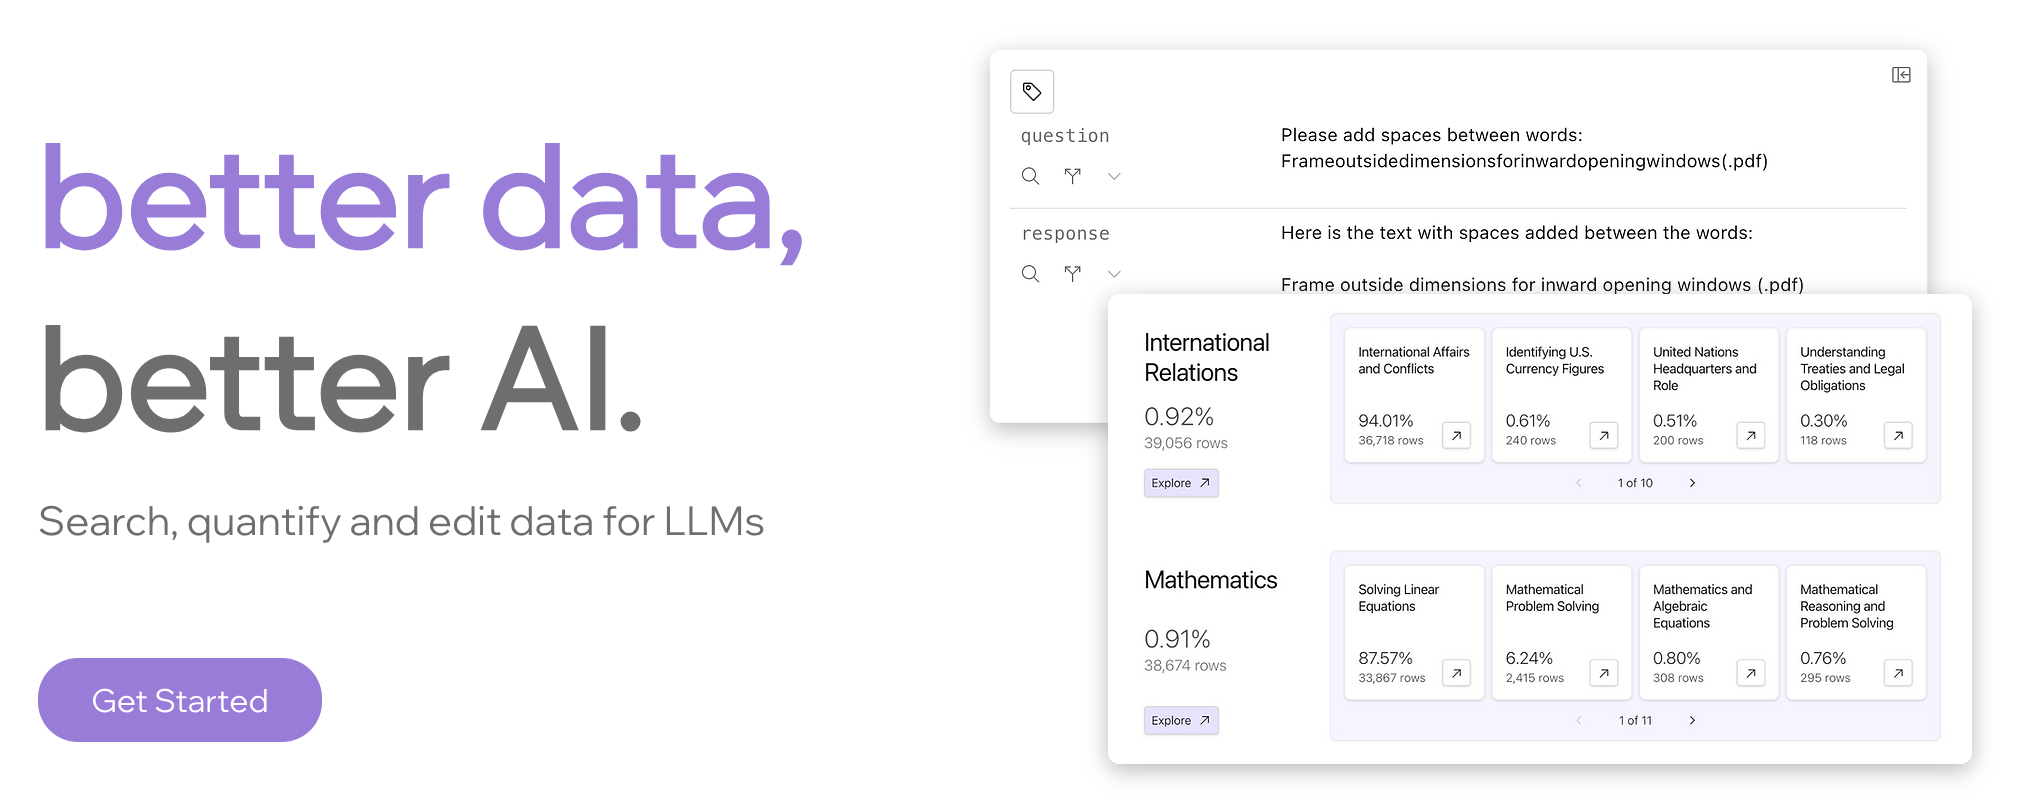 better data,
better AI.
Search, quantify and edit data for LLMs
Get Started
question
Please add spaces between words:
Frameoutsidedimensionsforinwardopeningwindows(.pdf)
response
Here is the text with spaces added between the words:
Frame outside dimensions for inward opening windows (.pdf)
International
Relations
0.92%
39,056 rows
Explore
International Affairs
and Conflicts
94.01%
36,718 rows
Identifying U.S.
Currency Figures
0.61%
240 rows
United Nations
Headquarters and
Role
0.51%
200 rows
Understanding
Treaties and Legal
Obligations
0.30%
118 rows
1 of 10
Mathematics
0.91%
38,674 rows
Explore
Solving Linear
Equations
87.57%
33,867 rows
Mathematical
Problem Solving
6.24%
2,415 rows
Mathematics and
Algebraic
Equations
0.80%
308 rows
Mathematical
Reasoning and
Problem Solving
0.76%
295 rows
1 of 11